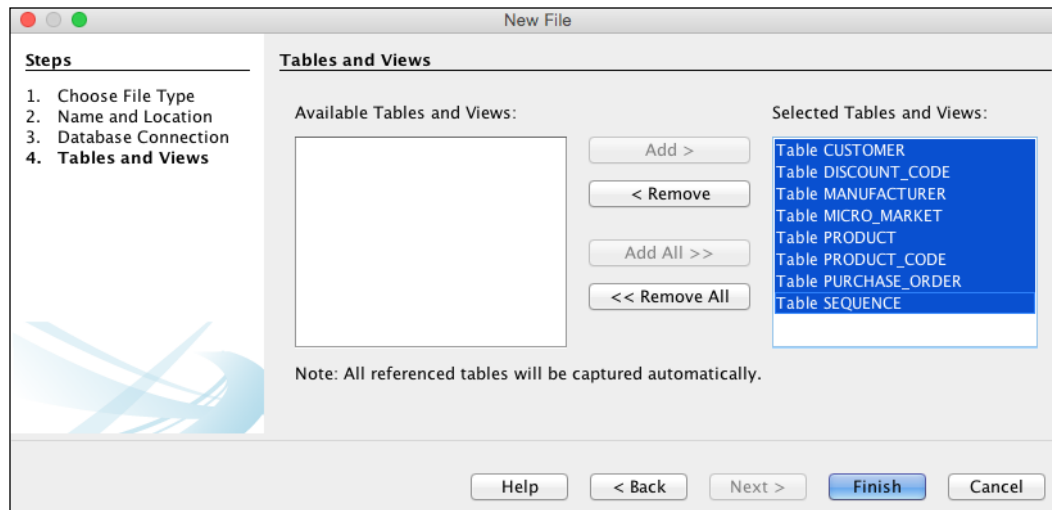 New File
Steps
1. Choose File Type
2. Name and Location
3. Database Connection
4. Tables and Views
Tables and Views
Available Tables and Views:
Add >
< Remove
Add All >>
<< Remove All
Selected Tables and Views:
Table CUSTOMER
Table DISCOUNT_CODE
Table MANUFACTURER
Table MICRO_MARKET
Table PRODUCT
Table PRODUCT_CODE
Table PURCHASE_ORDER
Table SEQUENCE
Note: All referenced tables will be captured automatically.
Help
< Back
Next >
Finish
Cancel